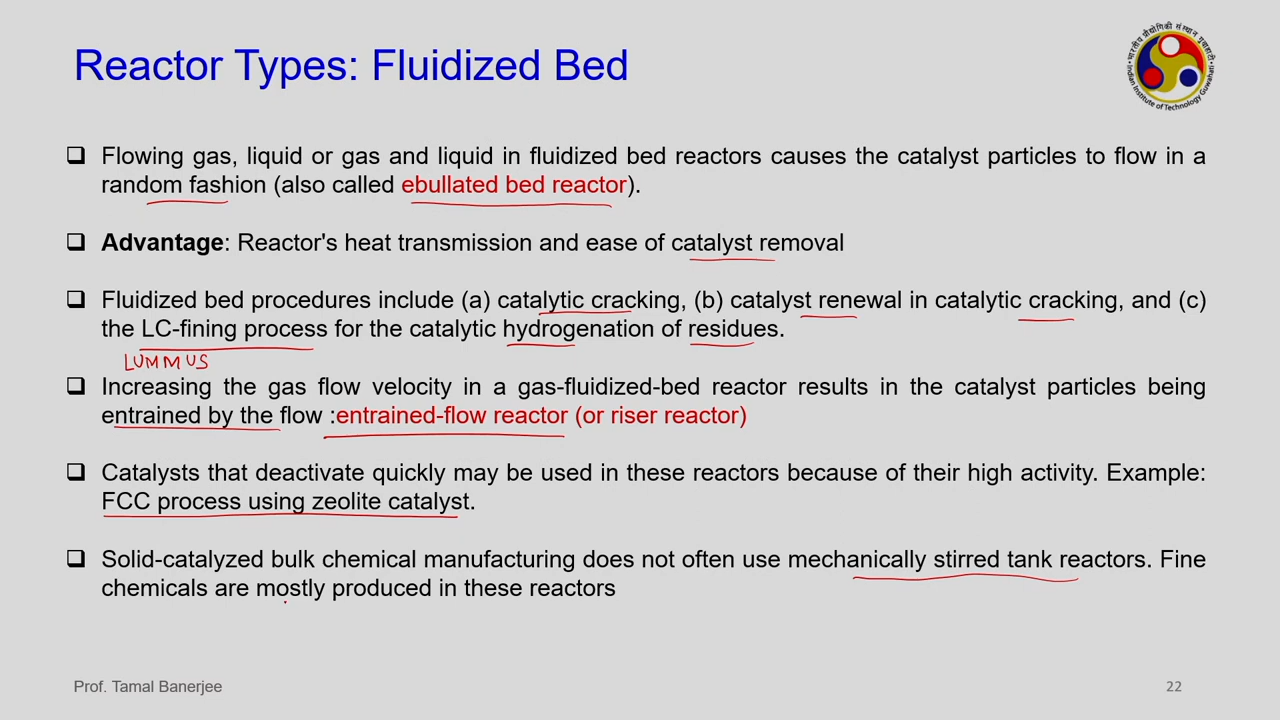 Reactor Types: Fluidized Bed
भारतीय प्रौद्योगिकी संस्थान गुवाहाटी
Indian Institute of Technology Guwahati
❑ Flowing gas, liquid or gas and liquid in fluidized bed reactors causes the catalyst particles to flow in a
random fashion (also called ebullated bed reactor).
❑ Advantage: Reactor's heat transmission and ease of catalyst removal
❑ Fluidized bed procedures include (a) catalytic cracking, (b) catalyst renewal in catalytic cracking, and (c)
the LC-fining process for the catalytic hydrogenation of residues.
LUMMUS
❑ Increasing the gas flow velocity in a gas-fluidized-bed reactor results in the catalyst particles being
entrained by the flow :entrained-flow reactor (or riser reactor)
❑ Catalysts that deactivate quickly may be used in these reactors because of their high activity. Example:
FCC process using zeolite catalyst.
❑ Solid-catalyzed bulk chemical manufacturing does not often use mechanically stirred tank reactors. Fine
chemicals are mostly produced in these reactors
Prof. Tamal Banerjee
22